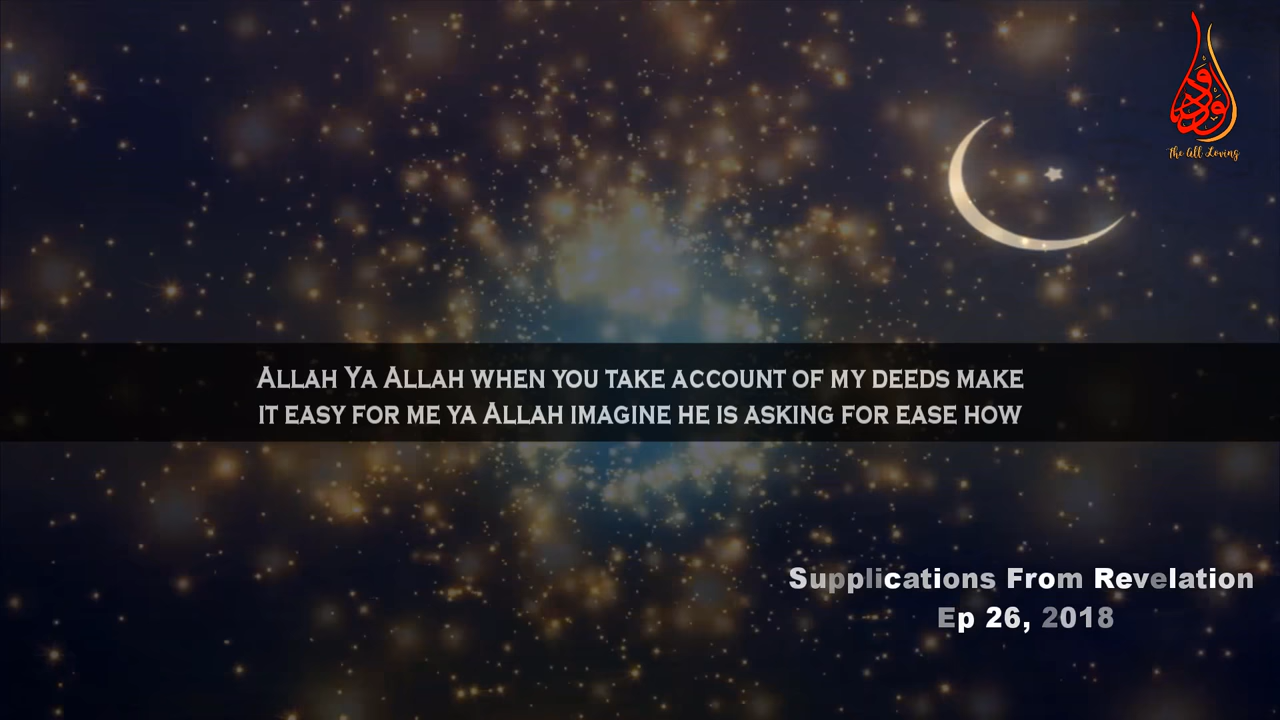 الودود
The All Loving
ALLAH YA ALLAH WHEN YOU TAKE ACCOUNT OF MY DEEDS MAKE
IT EASY FOR ME YA ALLAH IMAGINE HE IS ASKING FOR EASE HOW
Supplications From Revelation
Ep 26, 2018